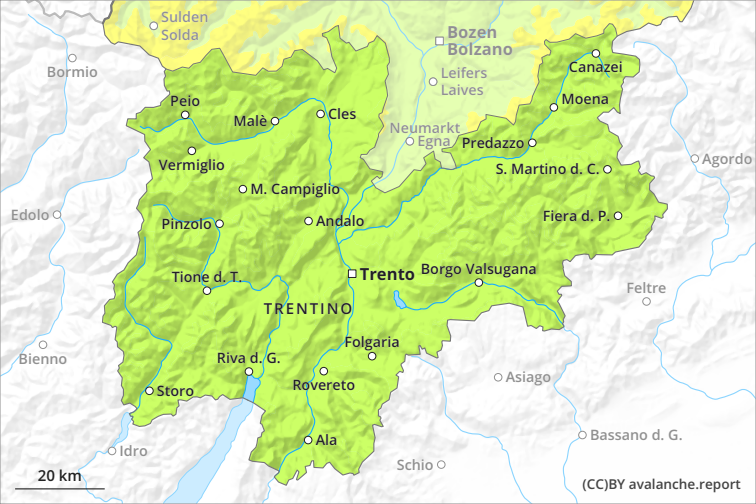 Sulden
Solda
Bozen
Bolzano
Bormio
Canazei
Leifers
Laives
Peio
Moena
Malè
Cles
Neumarkt
Egna
Predazzo
Vermiglio
Agordo
S. Martino d. C.
M. Campiglio
Edolo
Fiera d. P.
Pinzolo
Andalo
Trento
Borgo Valsugana
Tione d. T.
Feltre
TRENTINO
Folgaria
Bienno
Riva d. G.
Asiago
Rovereto
Storo
Bassano d. G.
Ala
Idro
Schio
20 km
(CC)BY avalanche.report